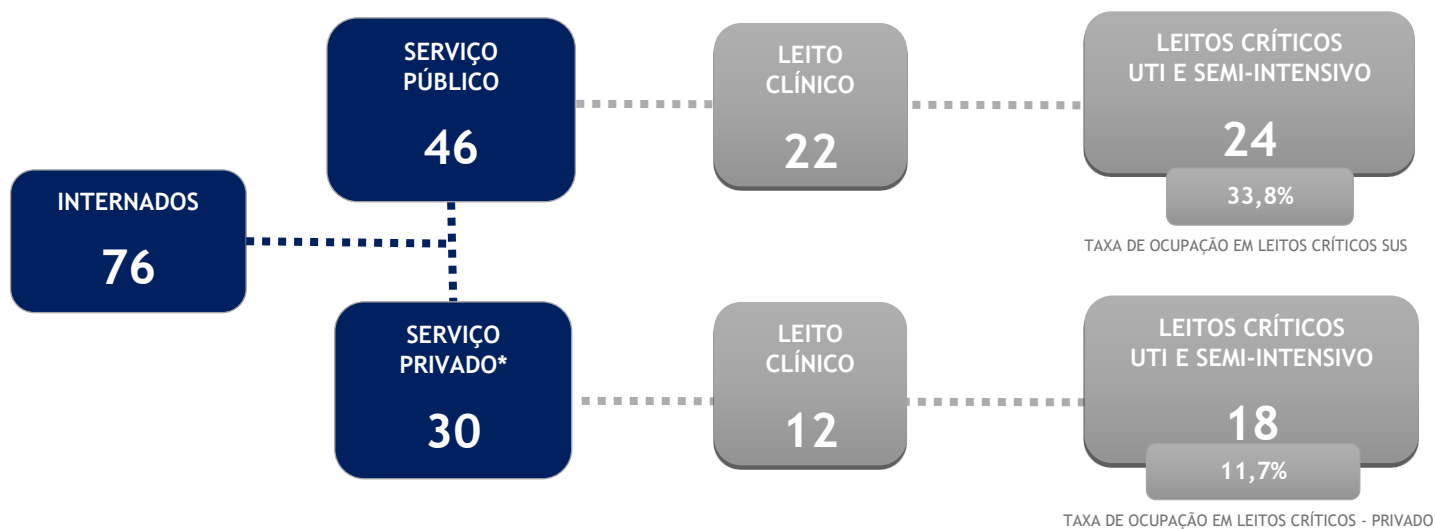 INTERNADOS
76
SERVIÇO
PÚBLICO
46
LEITO
CLÍNICO
22
LEITOS CRÍTICOS
UTI E SEMI-INTENSIVO
24
33,8%
TAXA DE OCUPAÇÃO EM LEITOS CRÍTICOS SUS
SERVIÇO
PRIVADO*
30
LEITO
CLÍNICO
12
LEITOS CRÍTICOS
UTI E SEMI-INTENSIVO
18
11,7%
TAXA DE OCUPAÇÃO EM LEITOS CRÍTICOS - PRIVADO